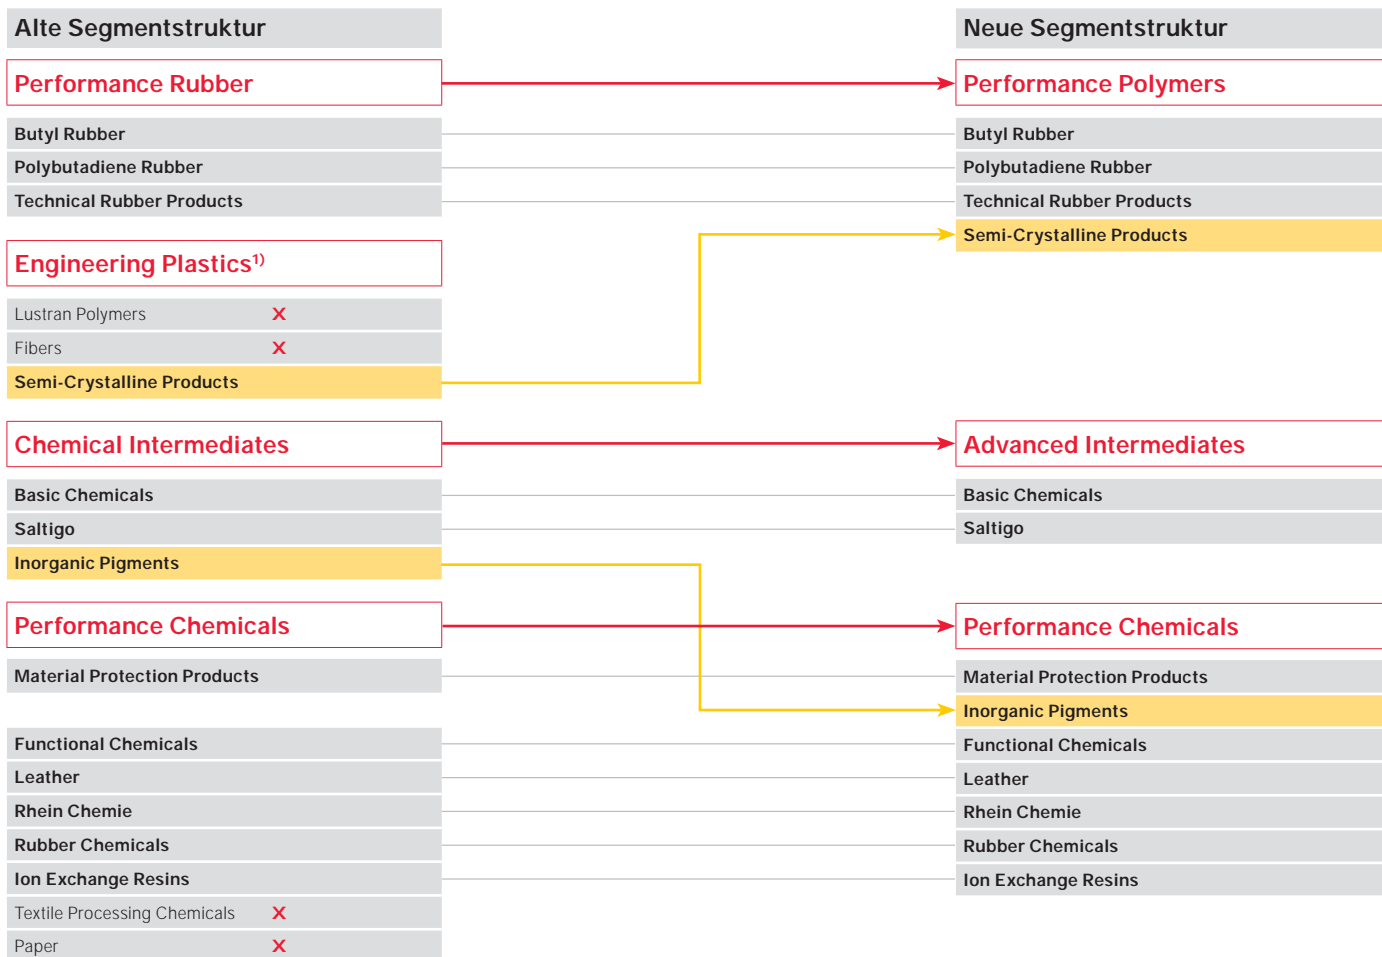 Alte Segmentstruktur
Performance Rubber
Butyl Rubber
Polybutadiene Rubber
Technical Rubber Products
Engineering Plastics1)
Lustran Polymers X
Fibers X
Semi-Crystalline Products
Chemical Intermediates
Basic Chemicals
Saltigo
Inorganic Pigments
Performance Chemicals
Material Protection Products
Functional Chemicals
Leather
Rhein Chemie
Rubber Chemicals
Ion Exchange Resins
Textile Processing Chemicals X
Paper X
Neue Segmentstruktur
Performance Polymers
Butyl Rubber
Polybutadiene Rubber
Technical Rubber Products
Semi-Crystalline Products
Advanced Intermediates
Basic Chemicals
Saltigo
Performance Chemicals
Material Protection Products
Inorganic Pigments
Functional Chemicals
Leather
Rhein Chemie
Rubber Chemicals
Ion Exchange Resins